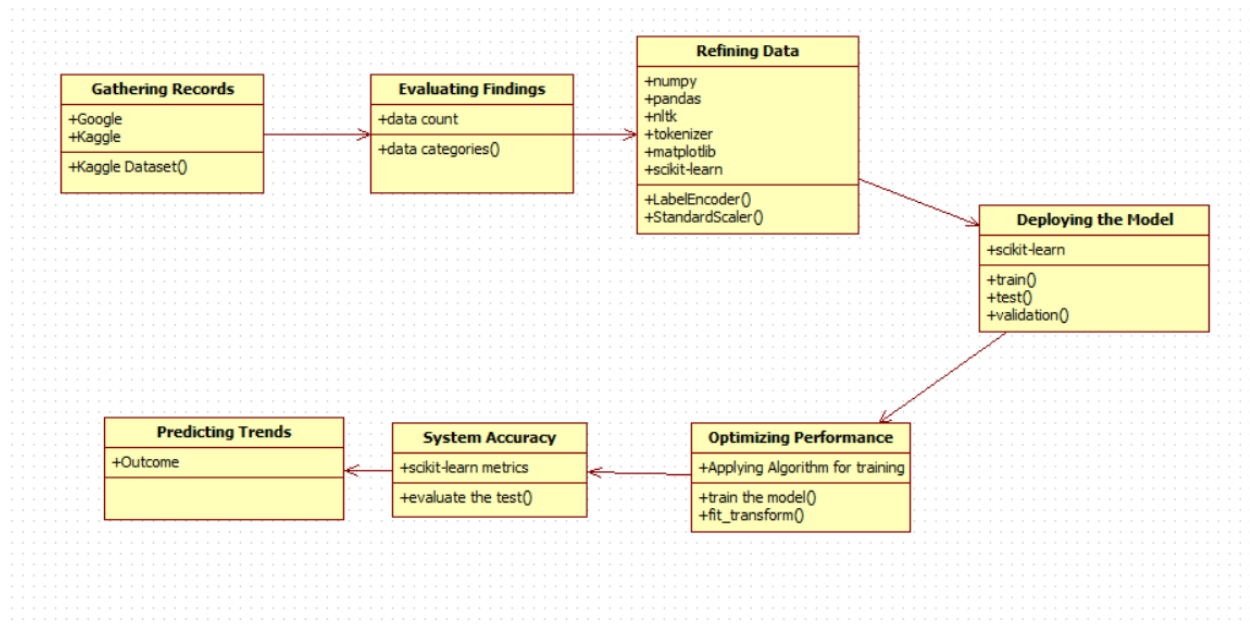 Gathering Records
+Google
+Kaggle
+Kaggle Dataset()
Evaluating Findings
+data count
+data categories()
Refining Data
+numpy
+pandas
+nltk
+tokenizer
+matplotlib
+scikit-learn
+LabelEncoder()
+StandardScaler()
Deploying the Model
+scikit-learn
+train()
+test()
+validation()
Optimizing Performance
+Applying Algorithm for training
+train the model()
+fit_transform()
System Accuracy
+scikit-learn metrics
+evaluate the test()
Predicting Trends
+Outcome